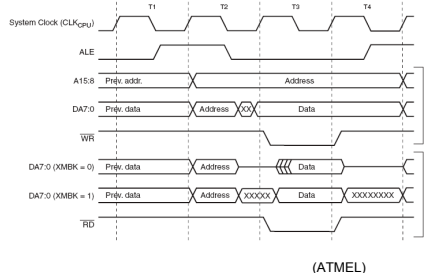 T1 T2 T3 T4
System Clock (CLKCPU)
ALE
A15:8 Prev. addr. Address
DA7:0 Prev. data Address XX Data
WR
DA7:0 (XMBK = 0) Prev. data Address Data
DA7:0 (XMBK = 1) Prev. data Address XXXXX Data XXXXXXXX
RD
(ATMEL)